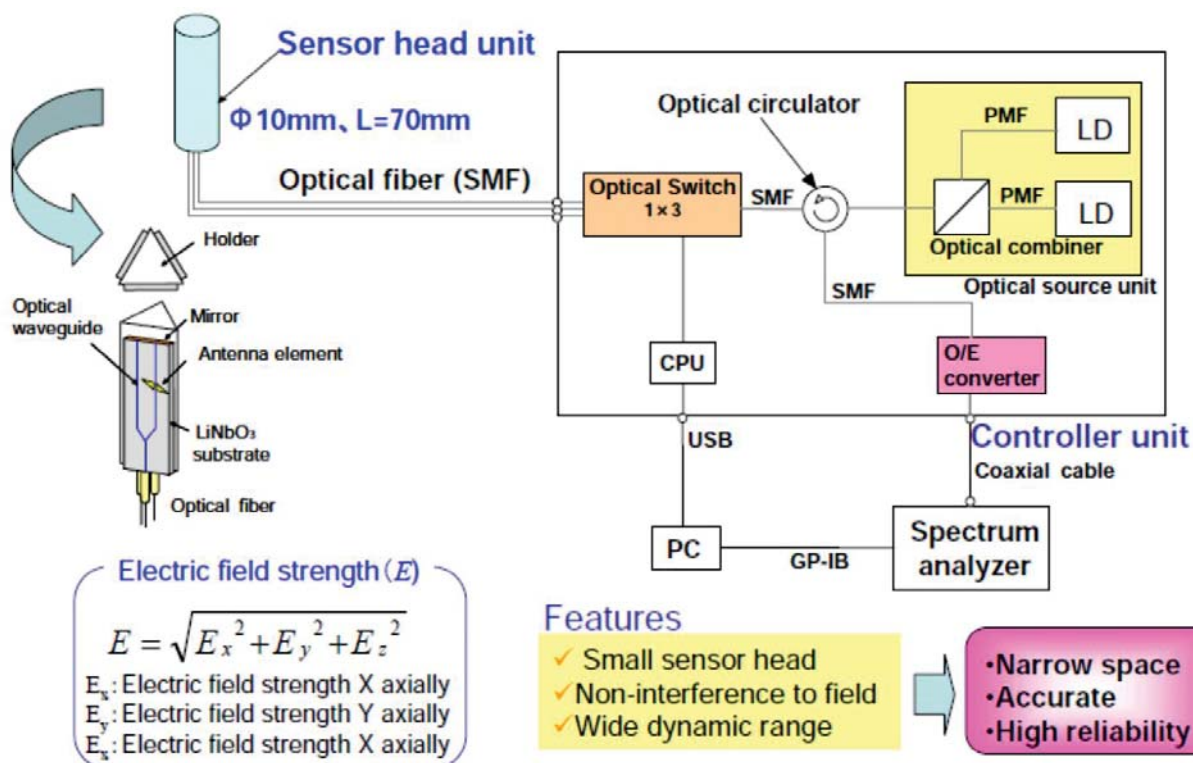 Sensor head unit
Φ10mm、L=70mm
Optical fiber (SMF)
Holder
Optical
waveguide
Mirror
Antenna element
LiNbO₃
substrate
Optical fiber
Optical circulator
Optical Switch
1×3
SMF
PMF
LD
PMF
LD
Optical combiner
Optical source unit
SMF
CPU
O/E
converter
USB
Controller unit
Coaxial cable
PC
GP-IB
Spectrum
analyzer
Electric field strength(E)
E = √(Eₓ² + Eᵧ² + E_z²)
Eₓ: Electric field strength X axially
Eᵧ: Electric field strength Y axially
Eₓ: Electric field strength X axially
Features
✓ Small sensor head
✓ Non-interference to field
✓ Wide dynamic range
•Narrow space
•Accurate
•High reliability